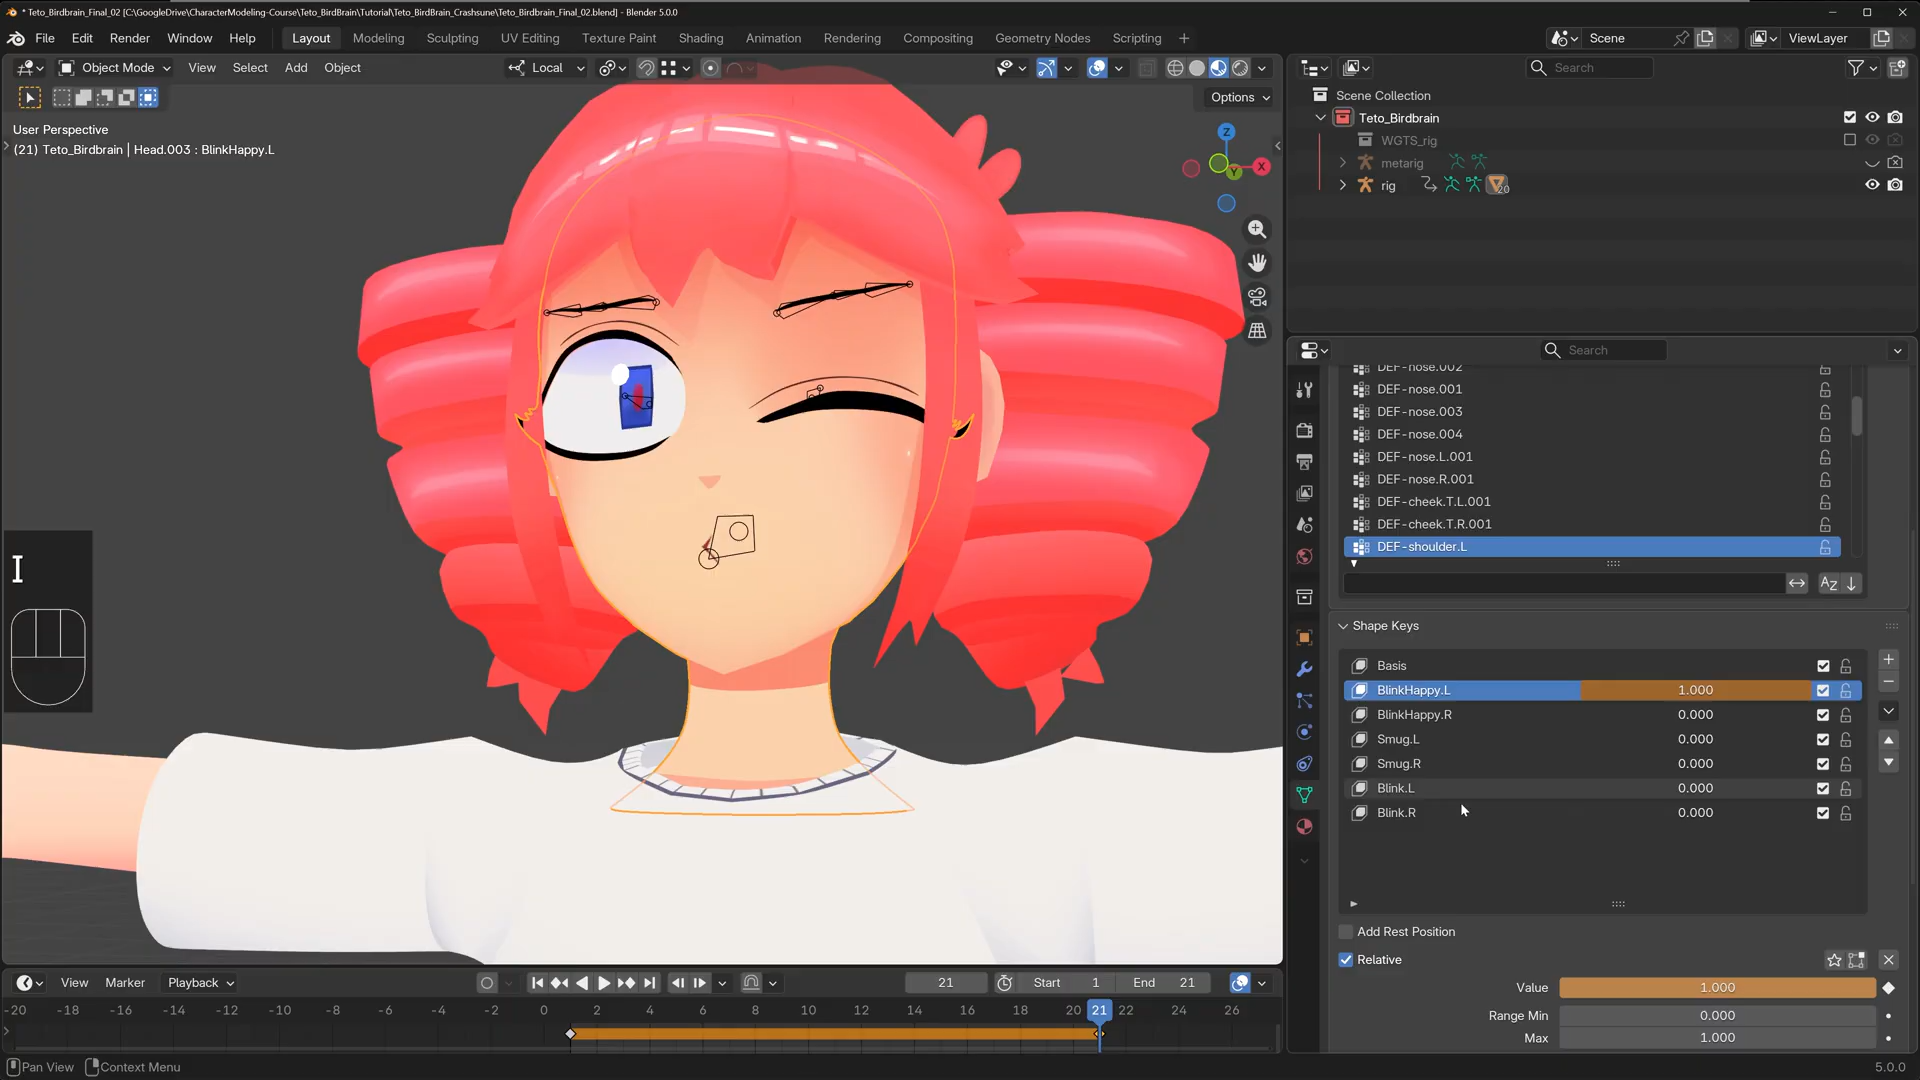 * Teto_Birdbrain_Final_02 [C:\GoogleDrive\CharacterModeling-Course\Teto_BirdBrain\Tutorial\Teto_BirdBrain_Crashsune\Teto_Birdbrain_Final_02.blend] - Blender 5.0.0
File Edit Render Window Help Layout Modeling Sculpting UV Editing Texture Paint Shading Animation Rendering Compositing Geometry Nodes Scripting + Scene ViewLayer
Object Mode View Select Add Object Local Search
Options
User Perspective
(21) Teto_Birdbrain | Head.003 : BlinkHappy.L
Z
X
Y
Scene Collection
Teto_Birdbrain
WGTS_rig
metarig
rig 20
Search
DEF-nose.002
DEF-nose.001
DEF-nose.003
DEF-nose.004
DEF-nose.L.001
DEF-nose.R.001
DEF-cheek.T.L.001
DEF-cheek.T.R.001
DEF-shoulder.L
I
Shape Keys
Basis
BlinkHappy.L 1.000
BlinkHappy.R 0.000
Smug.L 0.000
Smug.R 0.000
Blink.L 0.000
Blink.R 0.000
Add Rest Position
Relative
Value 1.000
Range Min 0.000
Max 1.000
View Marker Playback 21 Start 1 End 21
-20 -18 -16 -14 -12 -10 -8 -6 -4 -2 0 2 4 6 8 10 12 14 16 18 20 21 22 24 26
Pan View Context Menu 5.0.0